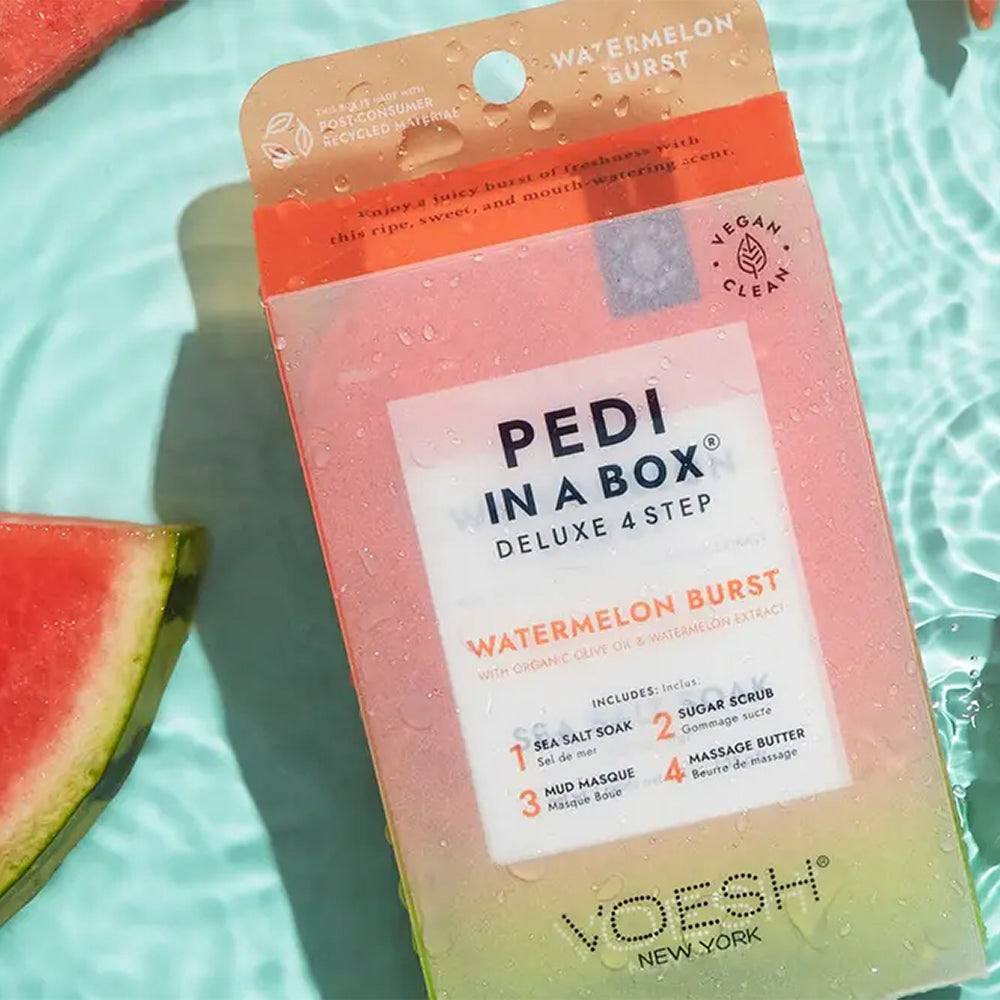 WATERMELON
BURST
THIS BOX IS MADE WITH
POST-CONSUMER
RECYCLED MATERIAL
Enjoy a juicy burst of freshness with
this ripe, sweet, and mouth-watering scent.
VEGAN
CLEAN
PEDI
IN A BOX®
DELUXE 4 STEP
WATERMELON BURST
WITH ORGANIC OLIVE OIL & WATERMELON EXTRACT
INCLUDES: Inclus:
1 SEA SALT SOAK
Sel de mer
2 SUGAR SCRUB
Gommage sucre
3 MUD MASQUE
Masque Boue
4 MASSAGE BUTTER
Beurre de massage
VOESH®
NEW YORK